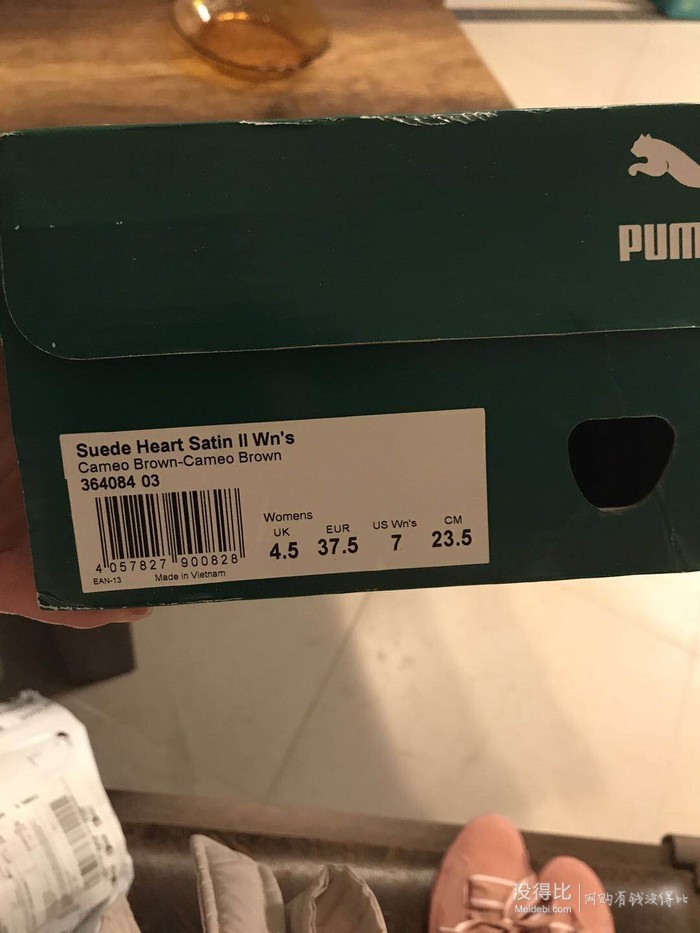 PUM
Suede Heart Satin II Wn's
Cameo Brown-Cameo Brown
364084 03
Womens
UK EUR US Wn's CM
4.5 37.5 7 23.5
4 057827 900828
EAN-13 Made in Vietnam
没得比 网购有钱没得比
Meidebi.com